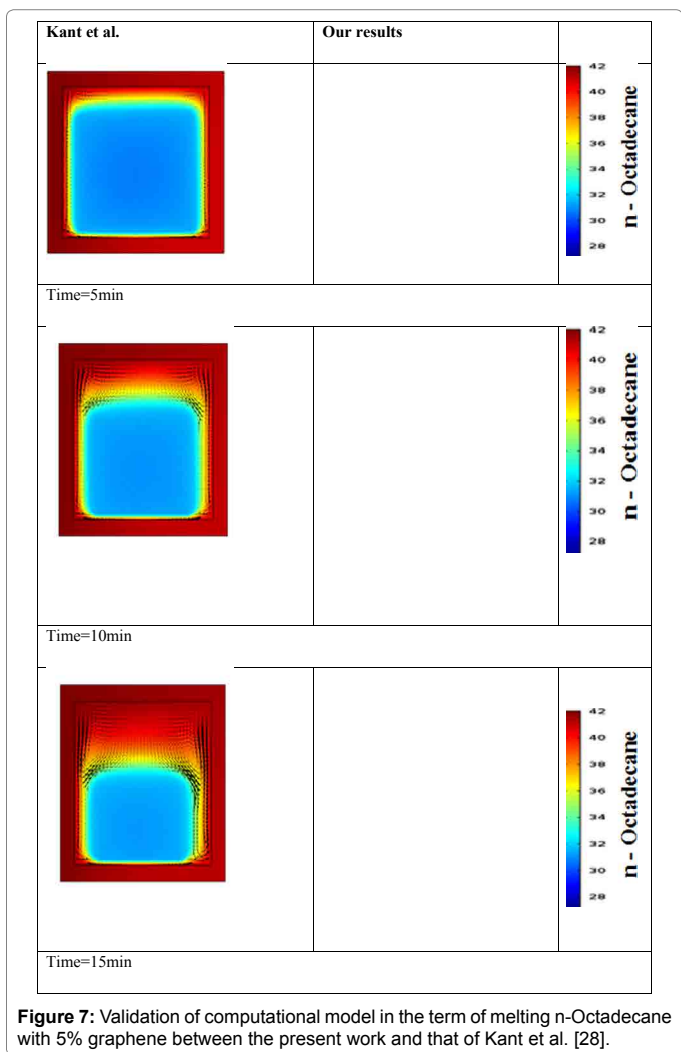 Kant et al. Our results
42
40
38
36
34
32
30
28
n - Octadecane
Time=5min
42
40
38
36
34
32
30
28
n - Octadecane
Time=10min
42
40
38
36
34
32
30
28
n - Octadecane
Time=15min
Figure 7: Validation of computational model in the term of melting n-Octadecane
with 5% graphene between the present work and that of Kant et al. [28].